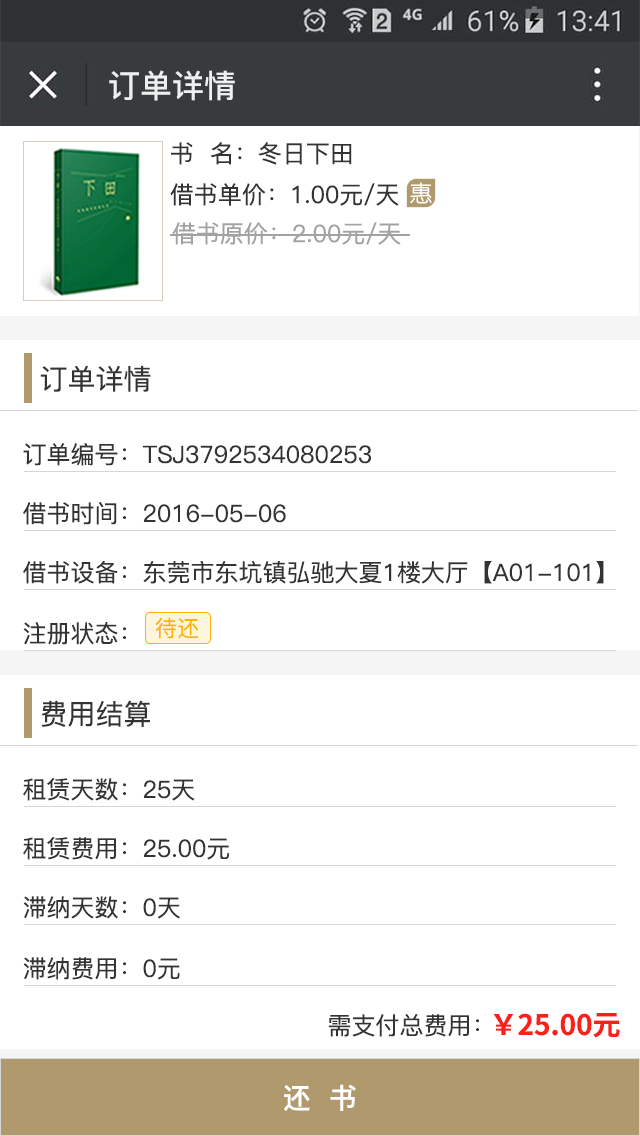 2 4G 61% 13:41
订单详情
下田
书 名：冬日下田
借书单价：1.00元/天 惠
借书原价：2.00元/天
订单详情
订单编号：TSJ3792534080253
借书时间：2016-05-06
借书设备：东莞市东坑镇弘驰大夏1楼大厅【A01-101】
注册状态：待还
费用结算
租赁天数：25天
租赁费用：25.00元
滞纳天数：0天
滞纳费用：0元
需支付总费用：￥25.00元
还 书